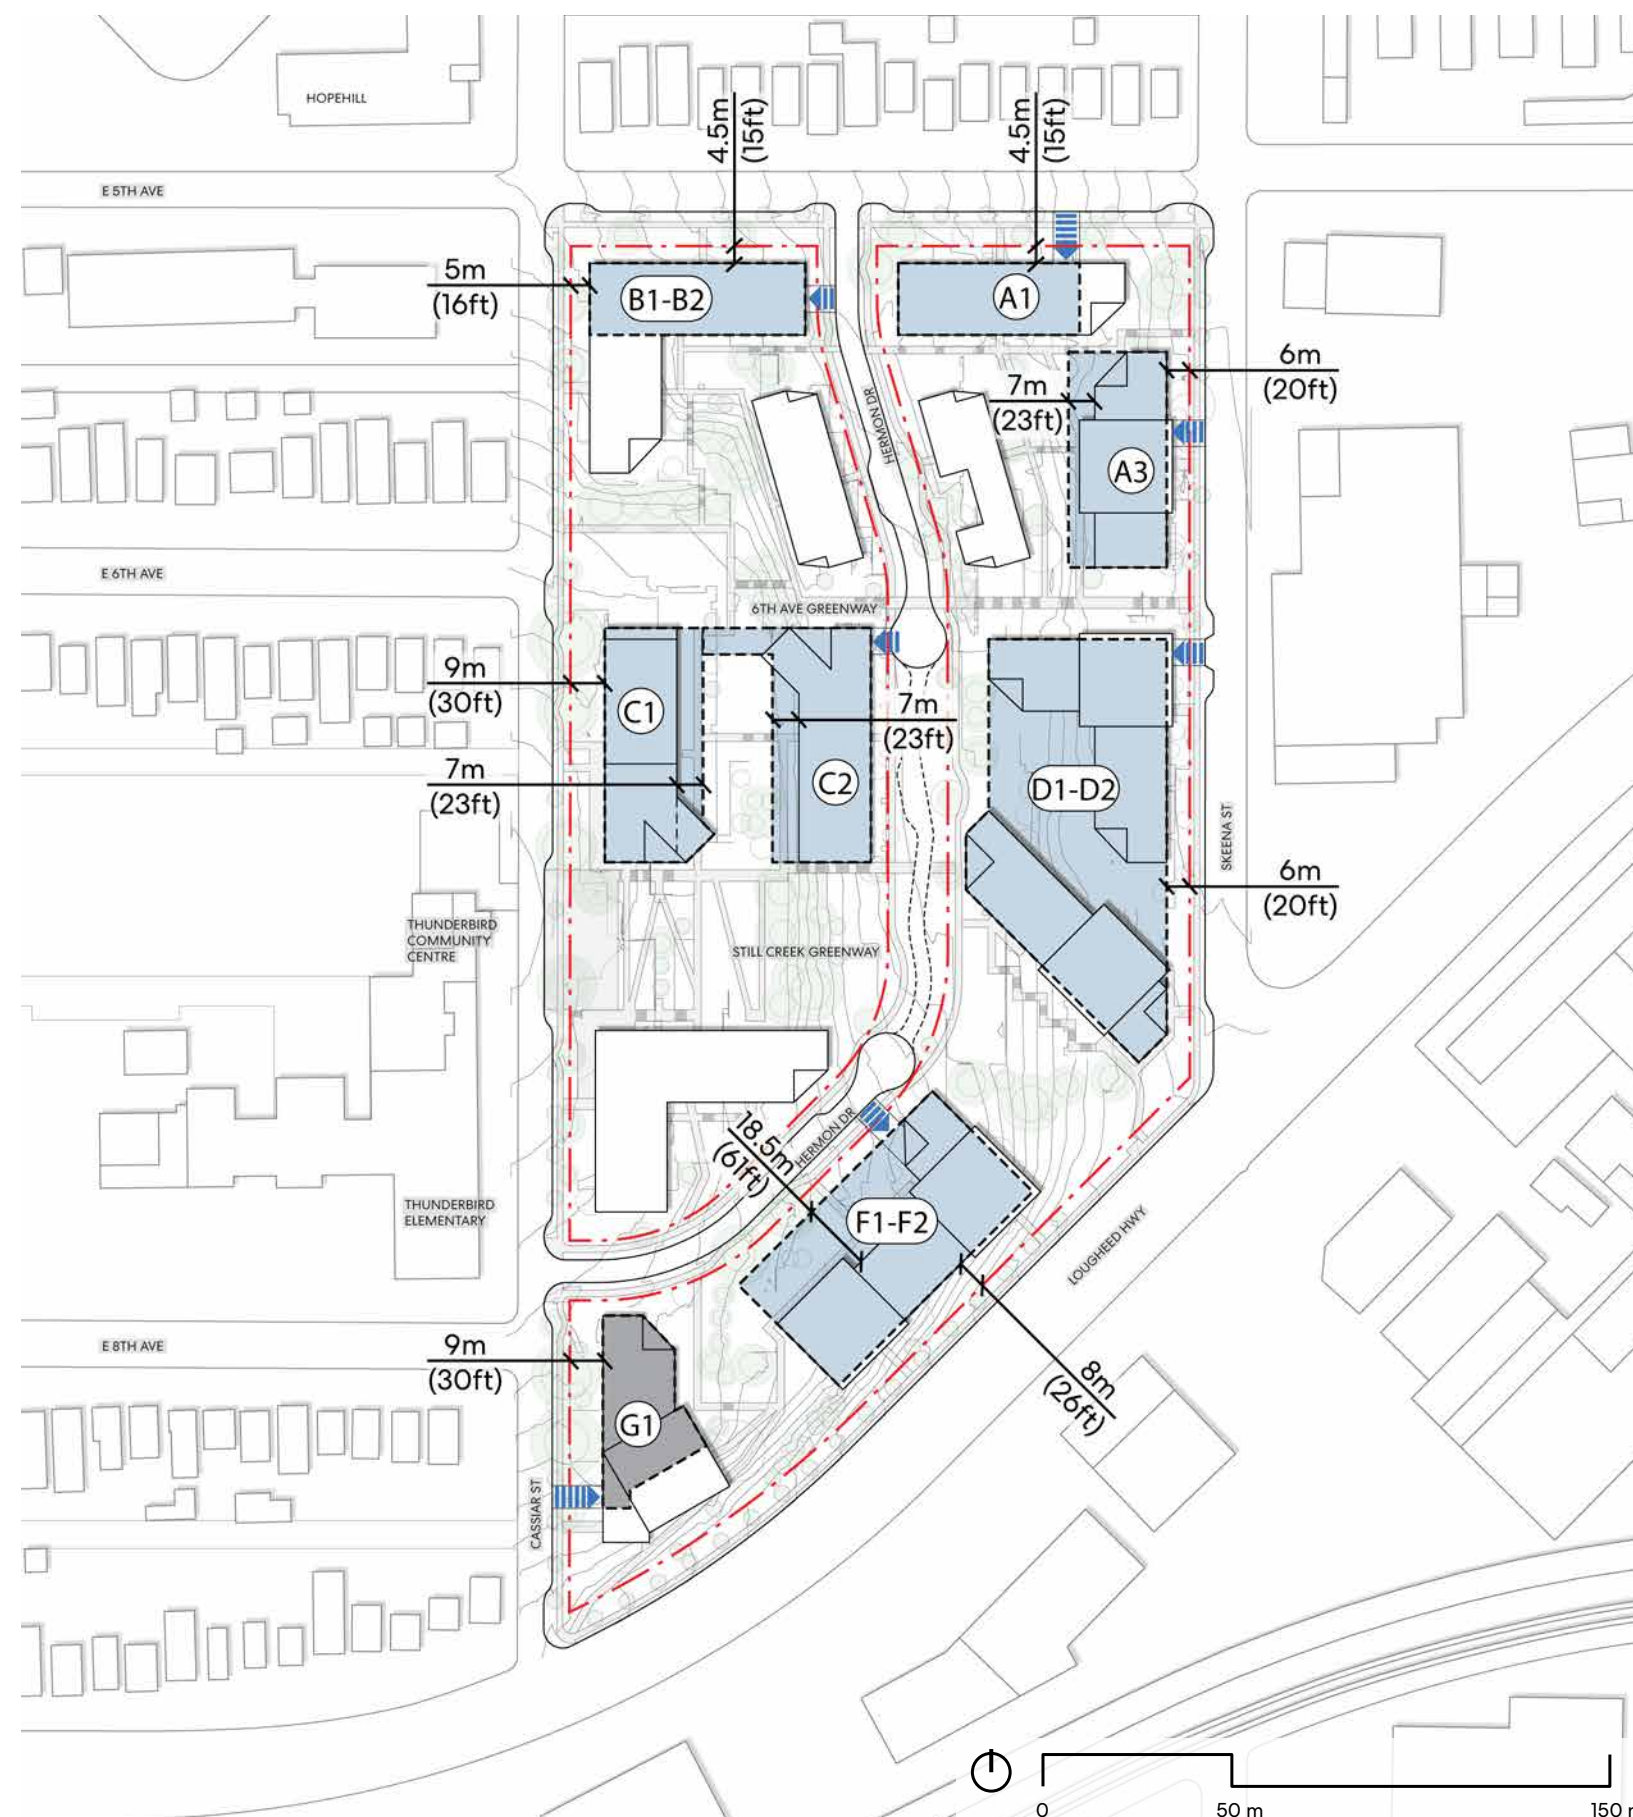 HOPEHILL
4.5m
(15ft)
4.5m
(15ft)
E 5TH AVE
5m
(16ft)
B1-B2
A1
6m
(20ft)
7m
(23ft)
HERMON DR
A3
E 6TH AVE
6TH AVE GREENWAY
9m
(30ft)
C1
7m
(23ft)
C2
D1-D2
7m
(23ft)
SKEENA ST
6m
(20ft)
THUNDERBIRD
COMMUNITY
CENTRE
STILL CREEK GREENWAY
18.5m
(61ft)
HERMON DR
THUNDERBIRD
ELEMENTARY
F1-F2
LOUGHEED HWY
E 8TH AVE
9m
(30ft)
8m
(26ft)
G1
CASSIAR ST
0
50 m
150 m